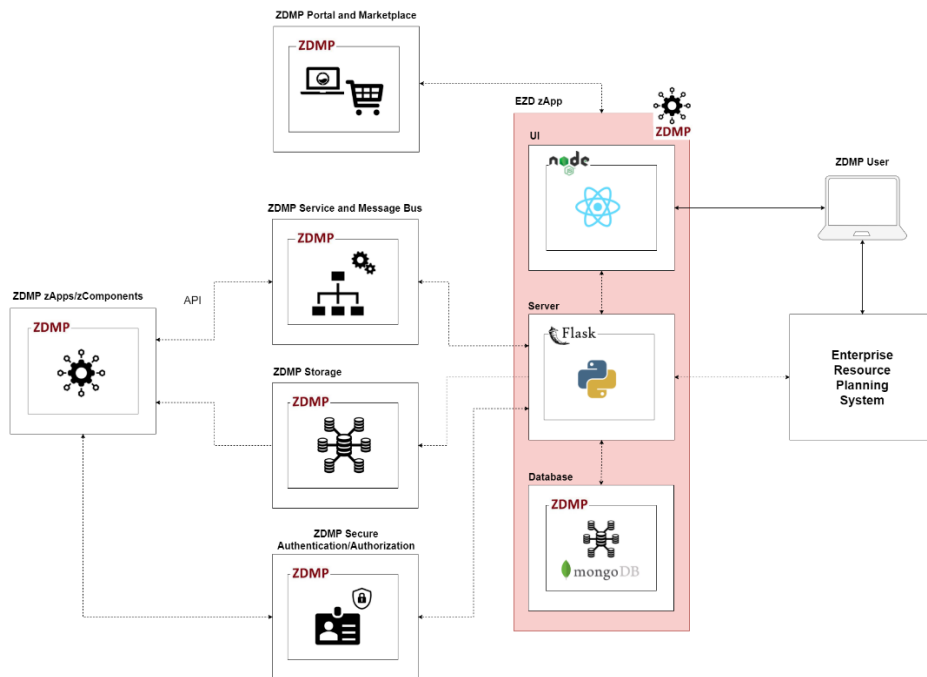 ZDMP Portal and Marketplace
ZDMP
EZD zApp
ZDMP
UI
node
JS
ZDMP User
ZDMP Service and Message Bus
ZDMP
ZDMP zApps/zComponents
API
ZDMP
Server
Flask
Enterprise
Resource
Planning
System
ZDMP Storage
ZDMP
Database
ZDMP
mongoDB
ZDMP Secure
Authentication/Authorization
ZDMP